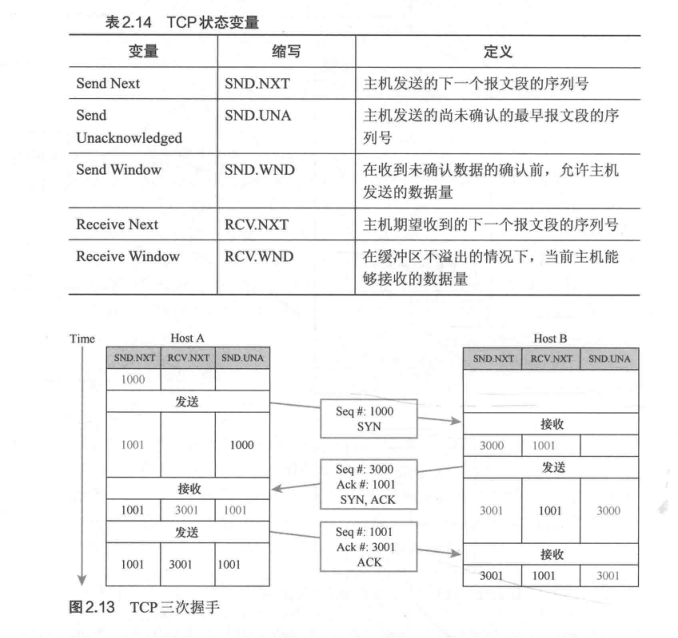 表2.14 TCP状态变量
变量 缩写 定义
Send Next SND.NXT 主机发送的下一个报文段的序列号
Send SND.UNA 主机发送的尚未确认的最早报文段的序
Unacknowledged 列号
Send Window SND.WND 在收到未确认数据的确认前，允许主机
发送的数据量
Receive Next RCV.NXT 主机期望收到的下一个报文段的序列号
Receive Window RCV.WND 在缓冲区不溢出的情况下，当前主机能
够接收的数据量
Time Host A Host B
SND.NXT RCV.NXT SND.UNA SND.NXT RCV.NXT SND.UNA
1000
发送
Seq #: 1000
SYN
接收
1001 1000
3000 1001
Seq #: 3000
Ack #: 1001
SYN, ACK
发送
接收
1001 3001 1001
3001 1001 3000
发送
Seq #: 1001
Ack #: 3001
ACK
接收
1001 3001 1001
3001 1001 3001
图2.13 TCP三次握手